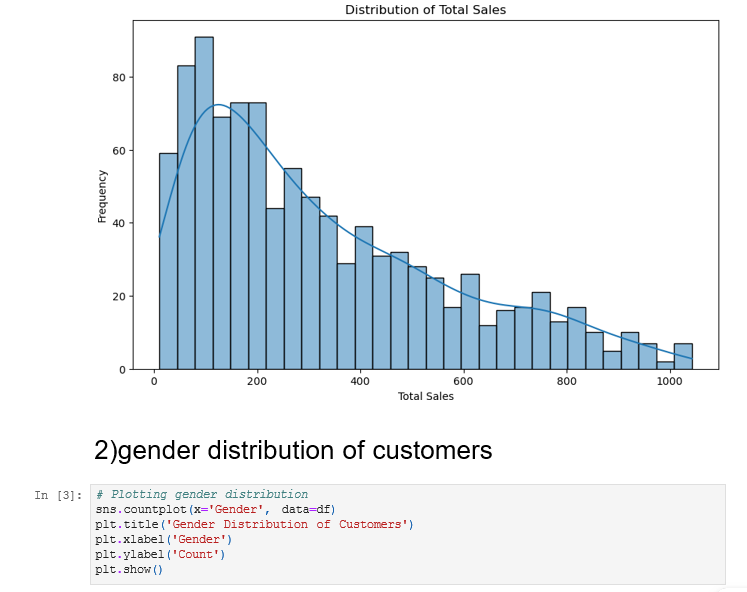 Distribution of Total Sales
80
60
40
20
0
Frequency
0 200 400 600 800 1000
Total Sales
2)gender distribution of customers
In [3]: # Plotting gender distribution
sns.countplot(x='Gender', data=df)
plt.title('Gender Distribution of Customers')
plt.xlabel('Gender')
plt.ylabel('Count')
plt.show()